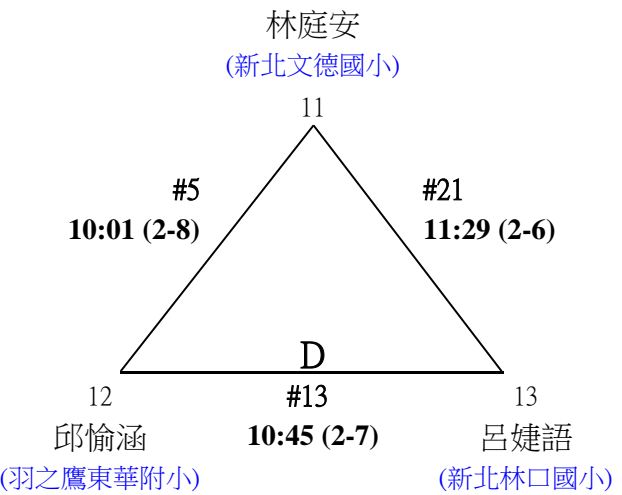 林庭安
(新北文德國小)
11
#5
#21
10:01 (2-8)
11:29 (2-6)
D
12
#13
13
邱愉涵
10:45 (2-7)
呂婕語
(羽之鷹東華附小)
(新北林口國小)